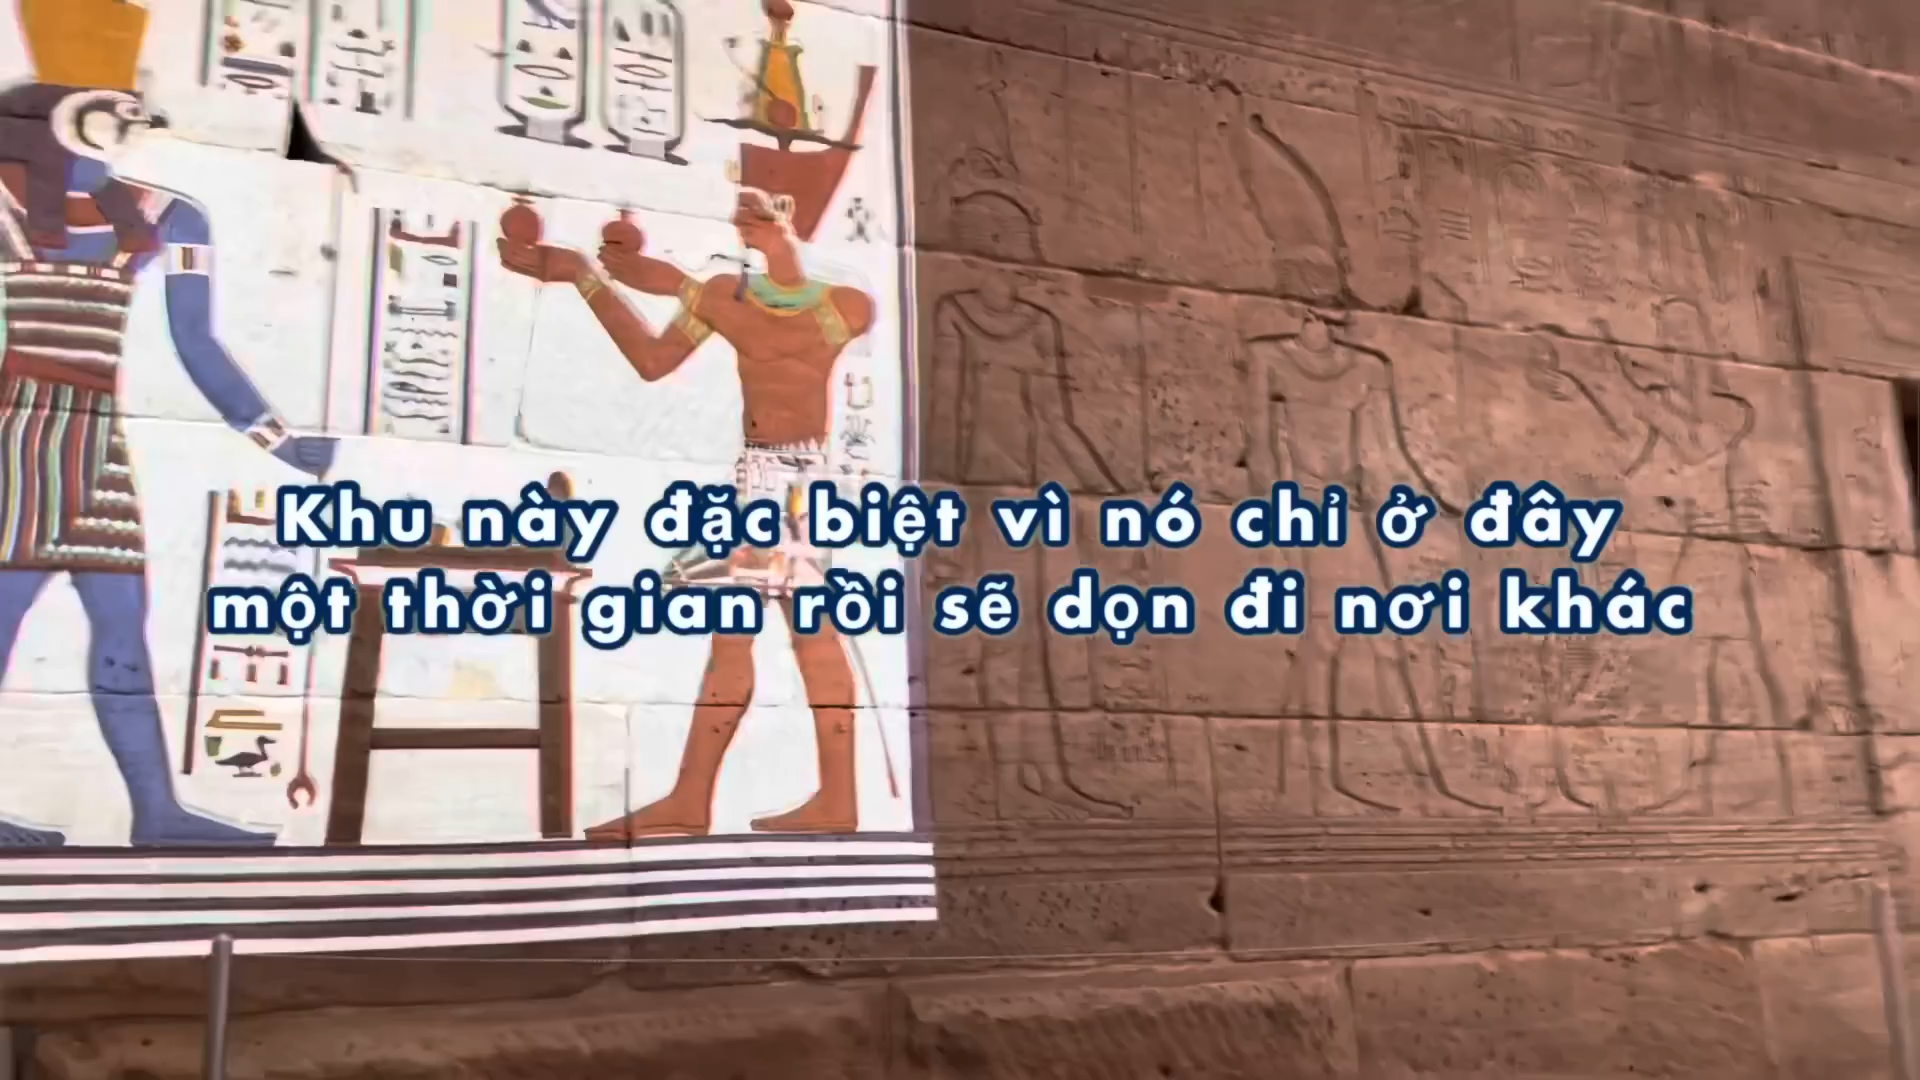 Khu này đặc biệt vì nó chỉ ở đây
một thời gian rồi sẽ dọn đi nơi khác